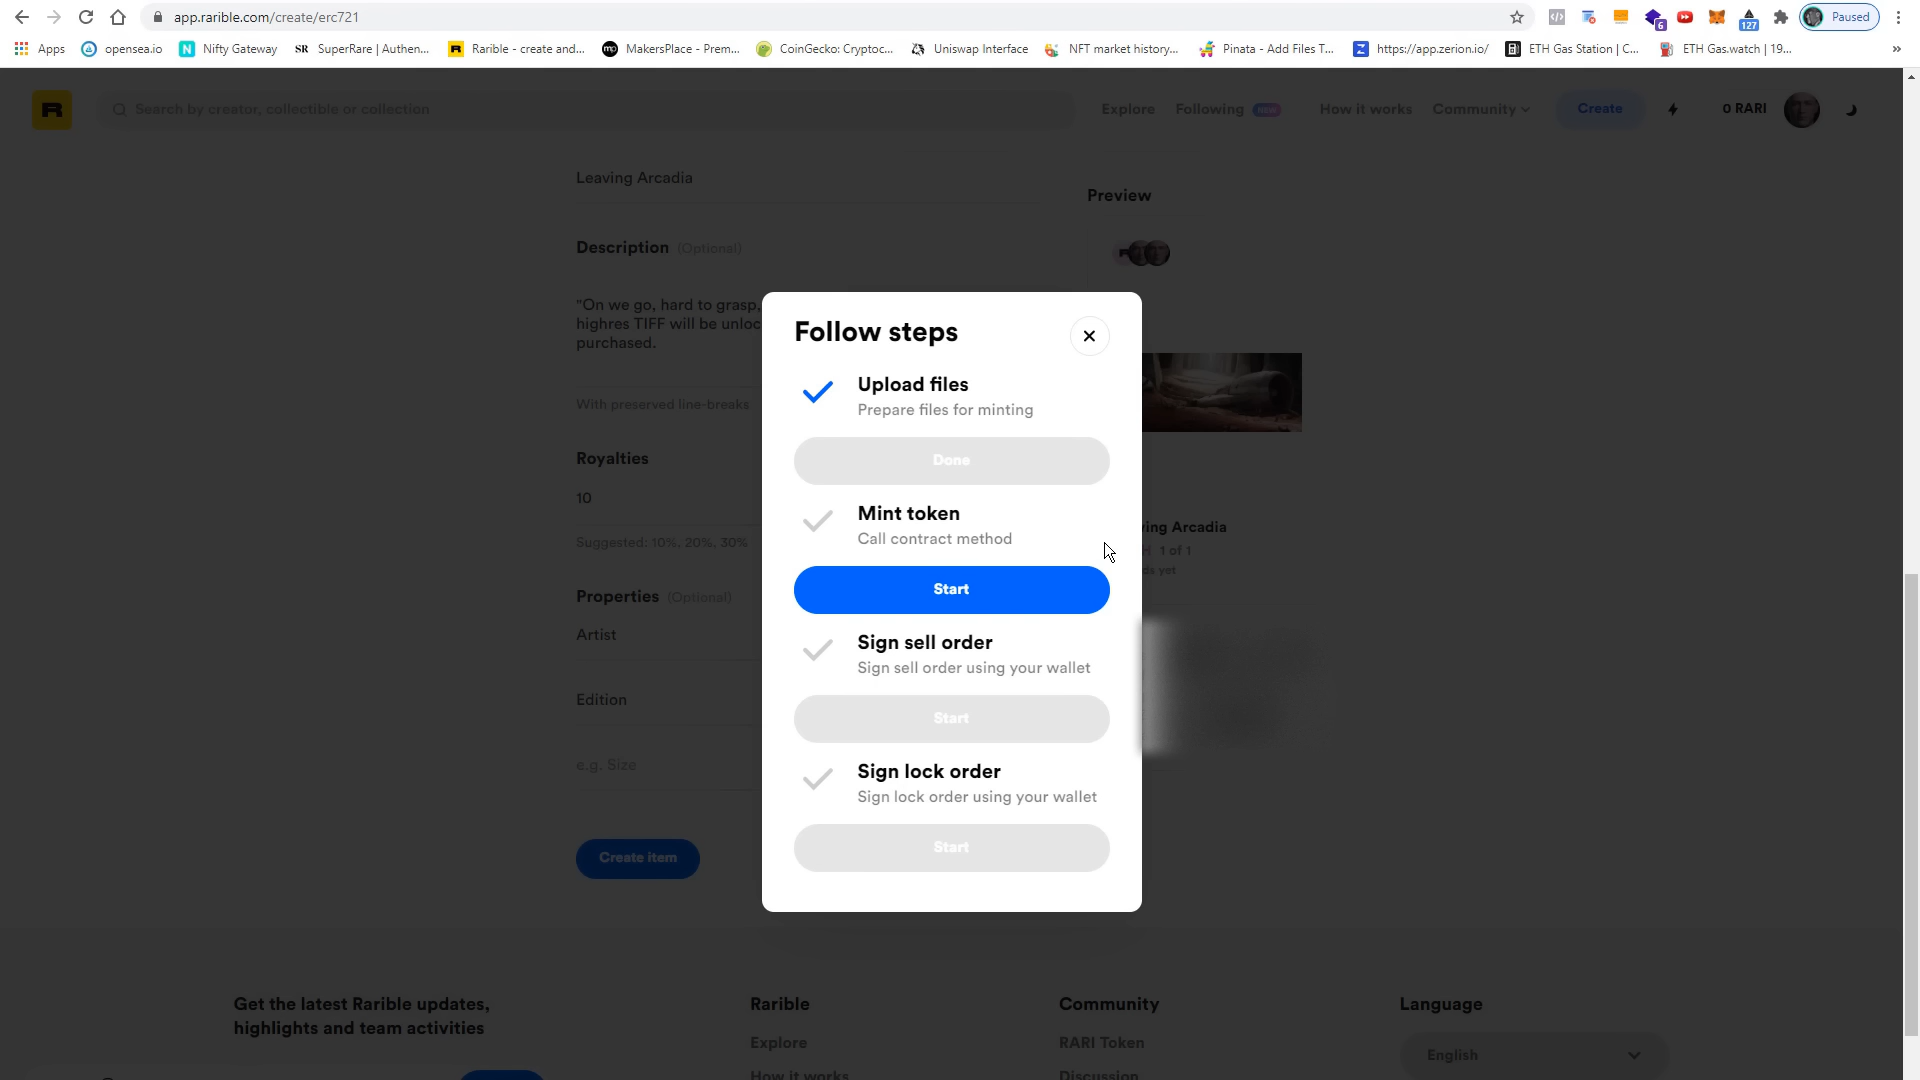 app.rarible.com/create/erc721
Paused
6
127
Apps
opensea.io
Nifty Gateway
SR SuperRare | Authen...
Rarible - create and...
MakersPlace - Prem...
CoinGecko: Cryptoc...
Uniswap Interface
NFT market history...
Pinata - Add Files T...
https://app.zerion.io/
ETH Gas Station | C...
ETH Gas.watch | 19...
»
R
Search by creator, collectible or collection
Explore
Following
new
How it works
Community
Create
0 RARI
Leaving Arcadia
Preview
Description (Optional)
"On we go, hard to grasp,
highres TIFF will be unloc
purchased.
With preserved line-breaks
Royalties
10
Suggested: 10%, 20%, 30%
Properties (Optional)
Artist
Edition
e.g. Size
Create item
Follow steps
Upload files
Prepare files for minting
Done
Mint token
Call contract method
Start
Sign sell order
Sign sell order using your wallet
Start
Sign lock order
Sign lock order using your wallet
Start
ving Arcadia
1 of 1
ds yet
Get the latest Rarible updates,
highlights and team activities
Rarible
Explore
How it works
Community
RARI Token
Discussion
Language
English